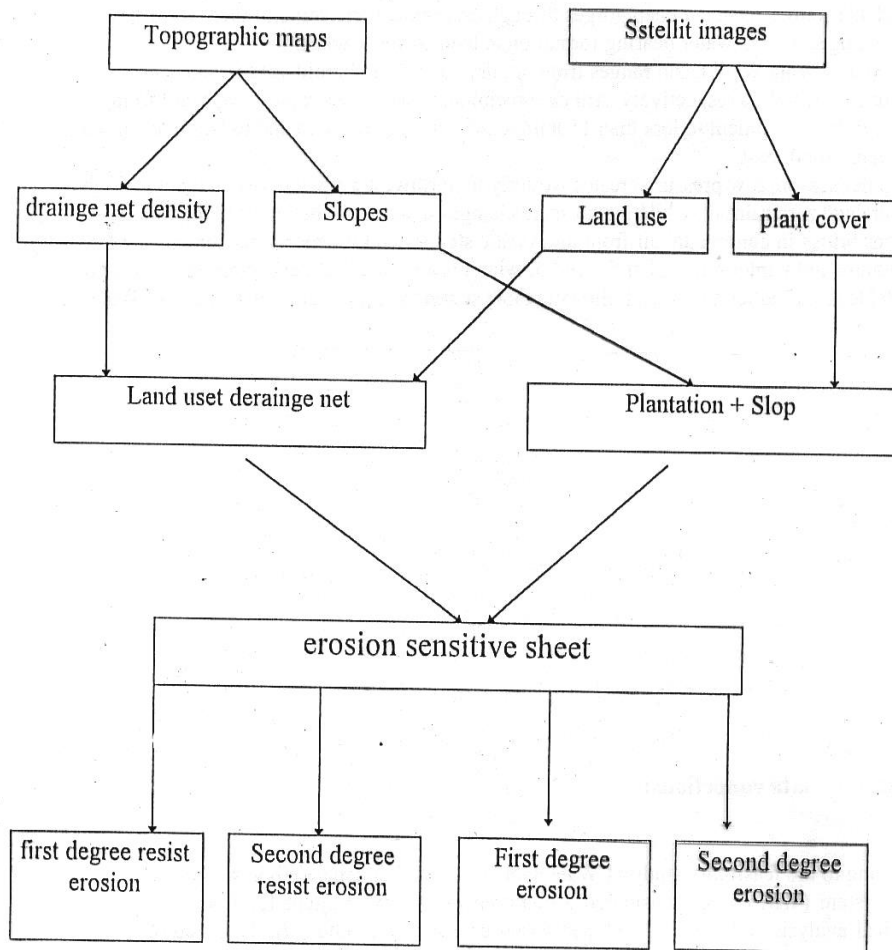 Topographic maps
Sstellit images
drainge net density
Slopes
Land use
plant cover
Land uset derainge net
Plantation + Slop
erosion sensitive sheet
first degree resist
erosion
Second degree
resist erosion
First degree
erosion
Second degree
erosion